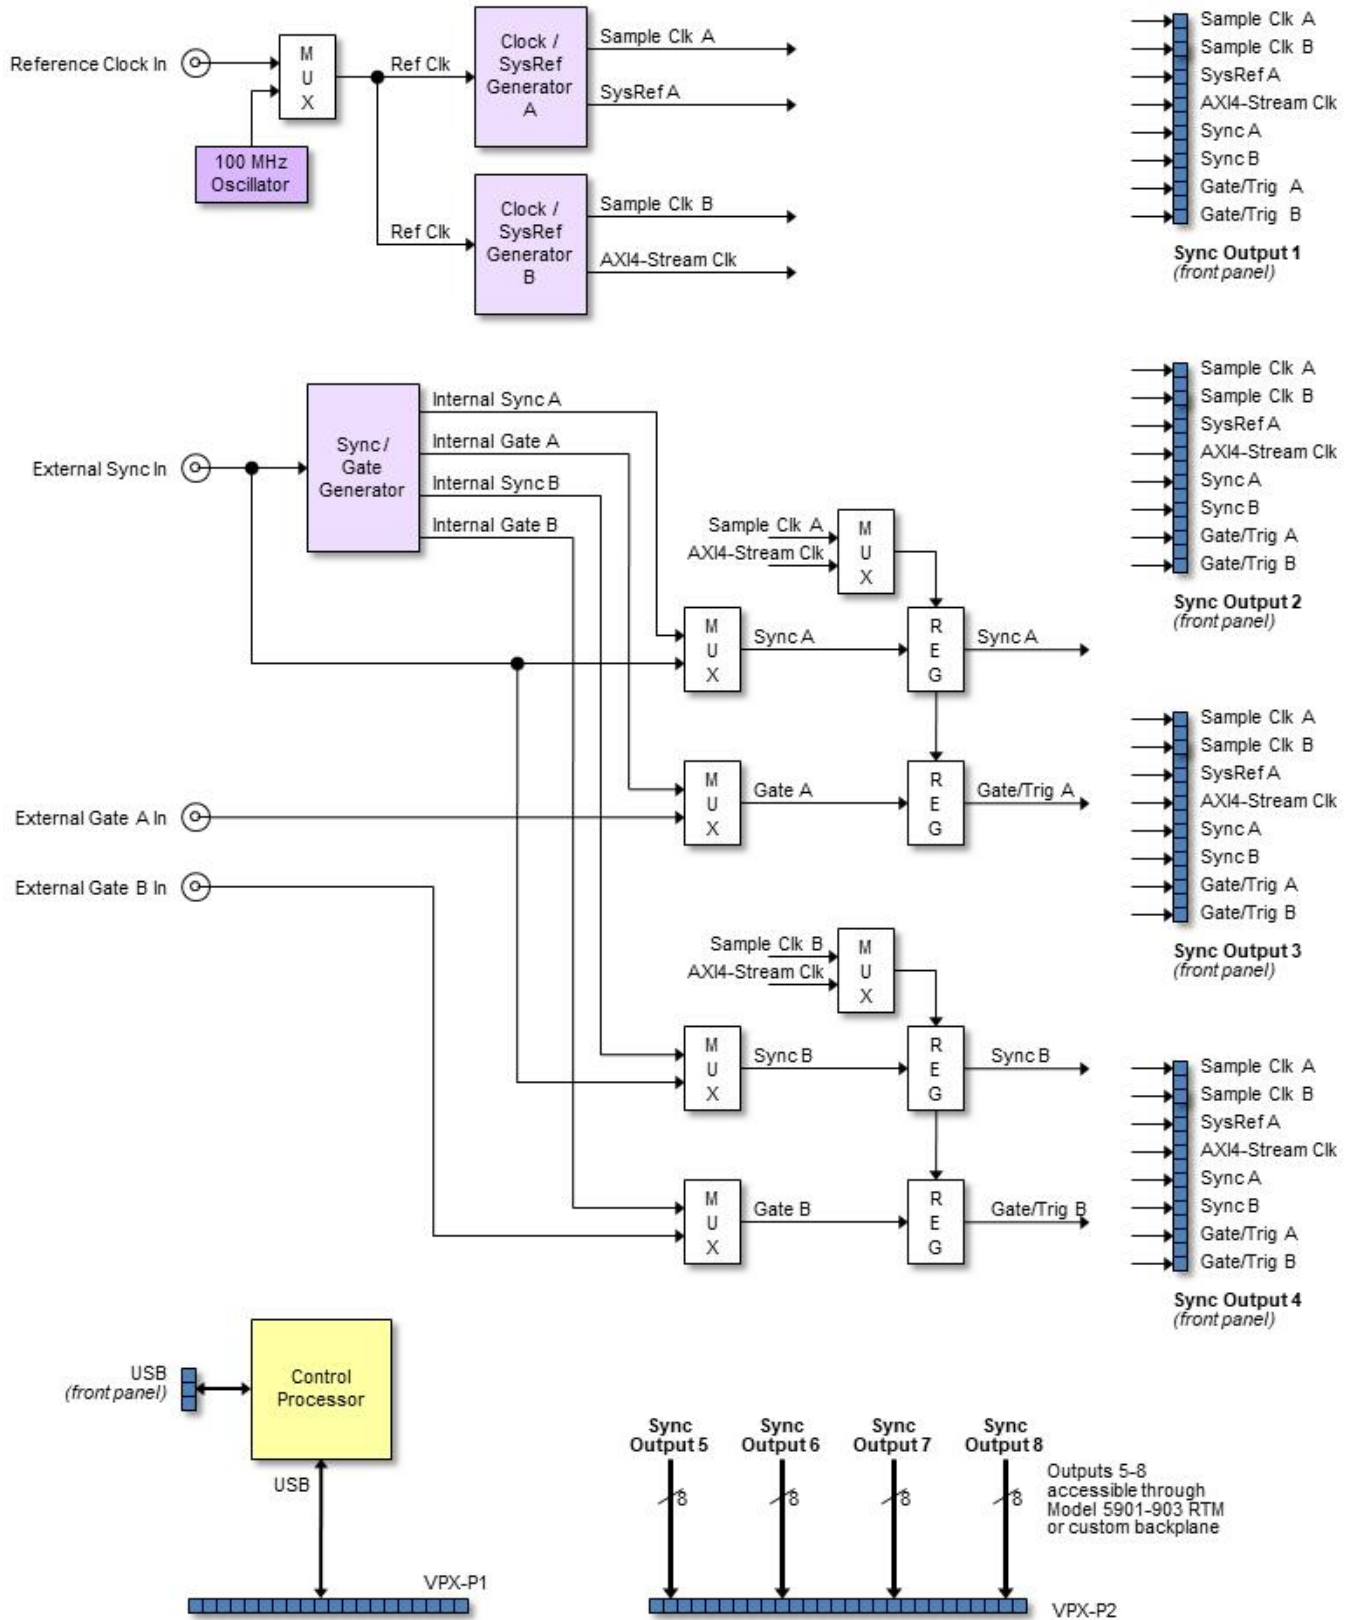 Reference Clock In
M
U
X
100 MHz
Oscillator
Ref Clk
Clock /
SysRef
Generator
A
Sample Clk A
SysRef A
Ref Clk
Clock /
SysRef
Generator
B
Sample Clk B
AXI4-Stream Clk
Sample Clk A
Sample Clk B
SysRef A
AXI4-Stream Clk
Sync A
Sync B
Gate/Trig A
Gate/Trig B
Sync Output 1
(front panel)
External Sync In
Sync /
Gate
Generator
Internal Sync A
Internal Gate A
Internal Sync B
Internal Gate B
Sample Clk A
AXI4-Stream Clk
M
U
X
M
U
X
Sync A
R
E
G
Sync A
Sample Clk A
Sample Clk B
SysRef A
AXI4-Stream Clk
Sync A
Sync B
Gate/Trig A
Gate/Trig B
Sync Output 2
(front panel)
External Gate A In
M
U
X
Gate A
R
E
G
Gate/Trig A
External Gate B In
Sample Clk A
Sample Clk B
SysRef A
AXI4-Stream Clk
Sync A
Sync B
Gate/Trig A
Gate/Trig B
Sync Output 3
(front panel)
Sample Clk B
AXI4-Stream Clk
M
U
X
M
U
X
Sync B
R
E
G
Sync B
M
U
X
Gate B
R
E
G
Gate/Trig B
Sample Clk A
Sample Clk B
SysRef A
AXI4-Stream Clk
Sync A
Sync B
Gate/Trig A
Gate/Trig B
Sync Output 4
(front panel)
USB
(front panel)
Control
Processor
USB
VPX-P1
Sync
Output 5
8
Sync
Output 6
8
Sync
Output 7
8
Sync
Output 8
8
Outputs 5-8
accessible through
Model 5901-903 RTM
or custom backplane
VPX-P2